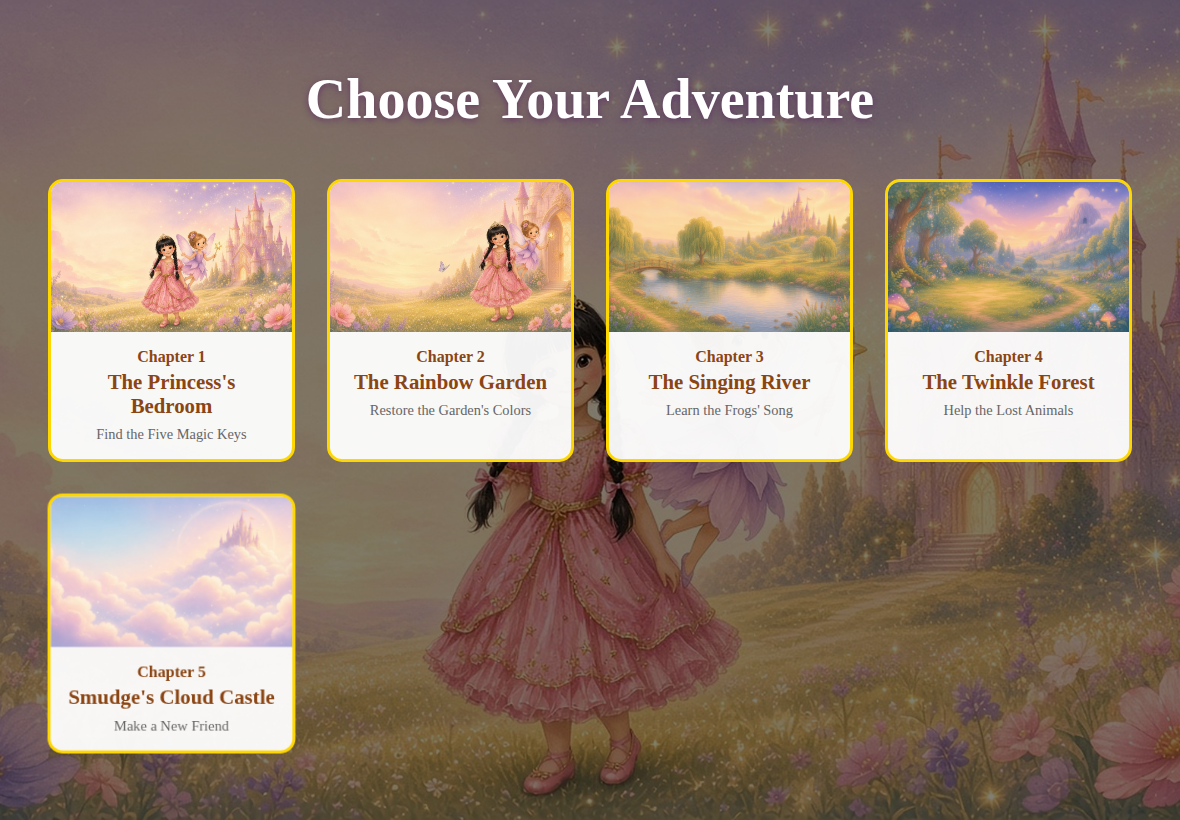 Choose Your Adventure
Chapter 1
The Princess's
Bedroom
Find the Five Magic Keys
Chapter 2
The Rainbow Garden
Restore the Garden's Colors
Chapter 3
The Singing River
Learn the Frogs' Song
Chapter 4
The Twinkle Forest
Help the Lost Animals
Chapter 5
Smudge's Cloud Castle
Make a New Friend